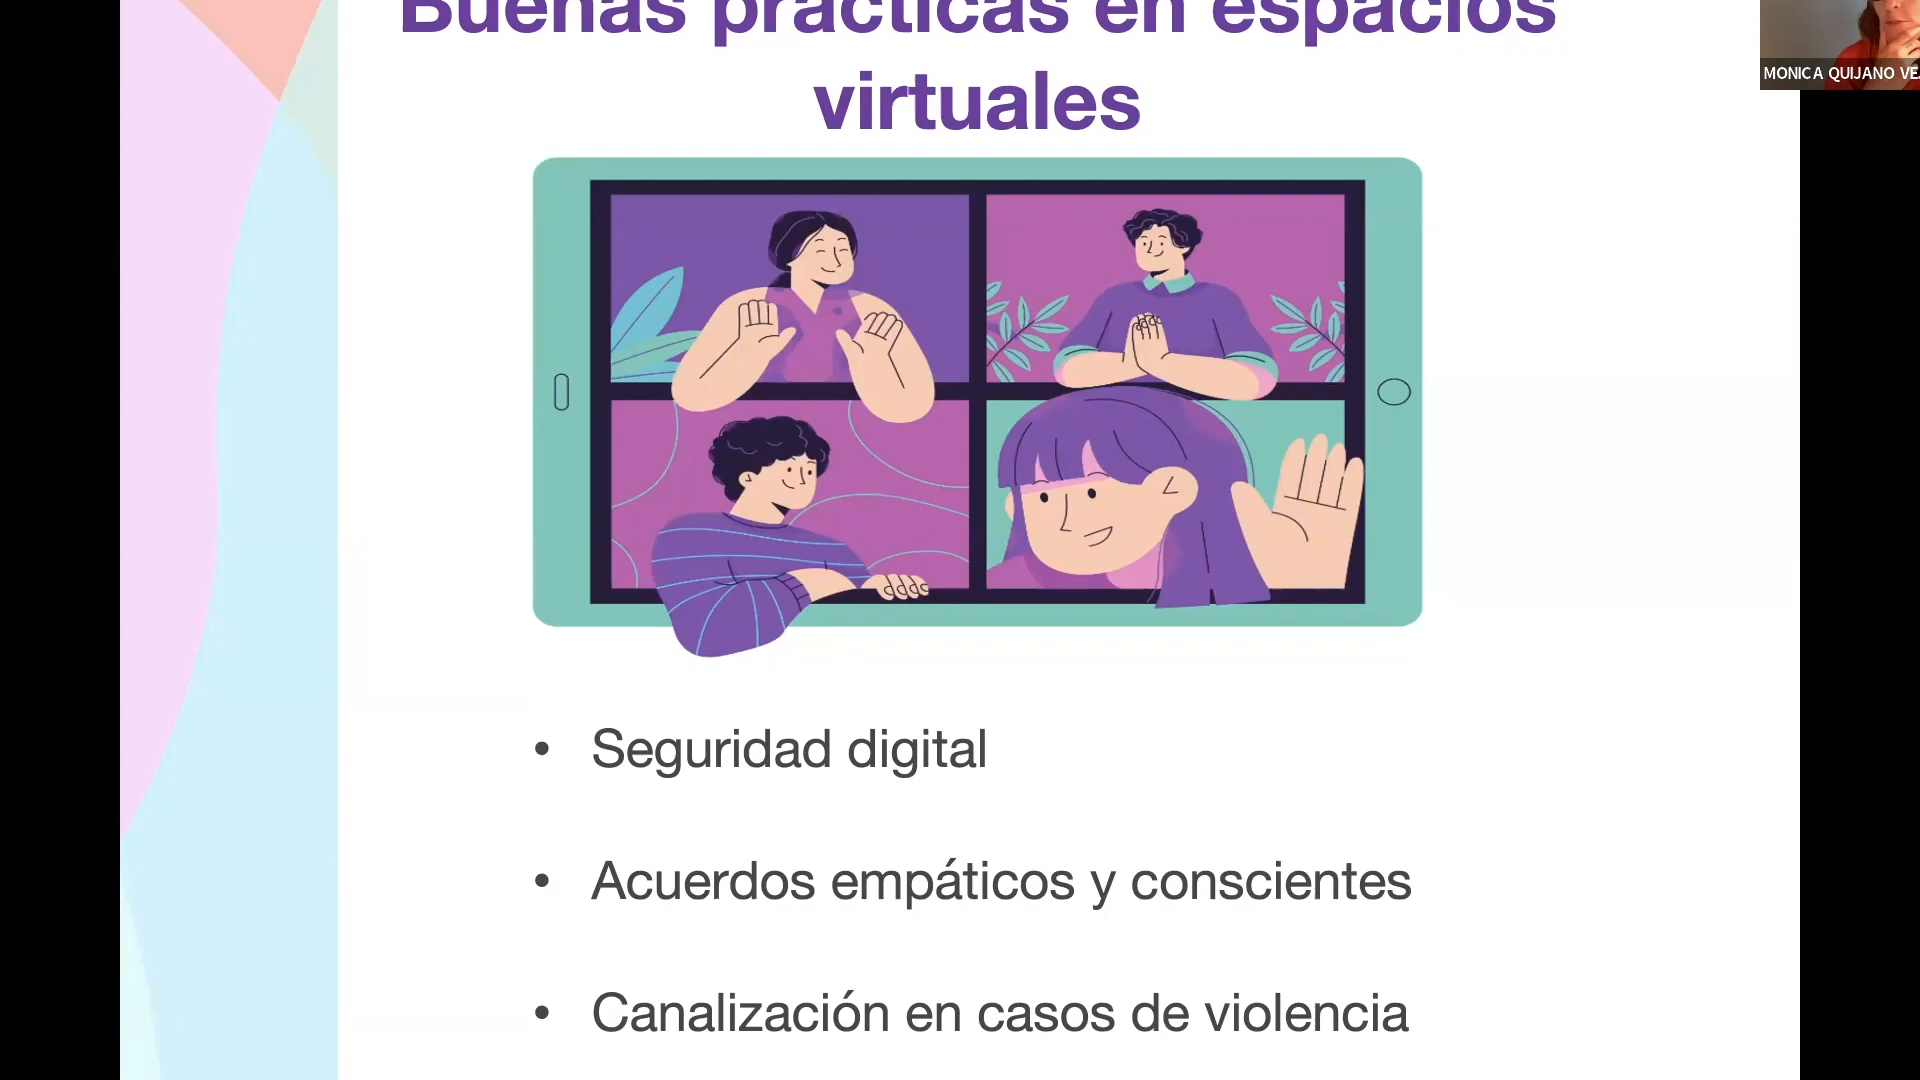 Buenas prácticas en espacios
virtuales
MONICA QUIJANO VE
• Seguridad digital
• Acuerdos empáticos y conscientes
• Canalización en casos de violencia